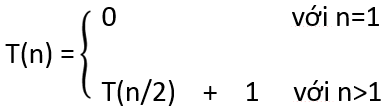 0 với n=1
T(n) =
T(n/2) + 1 với n>1